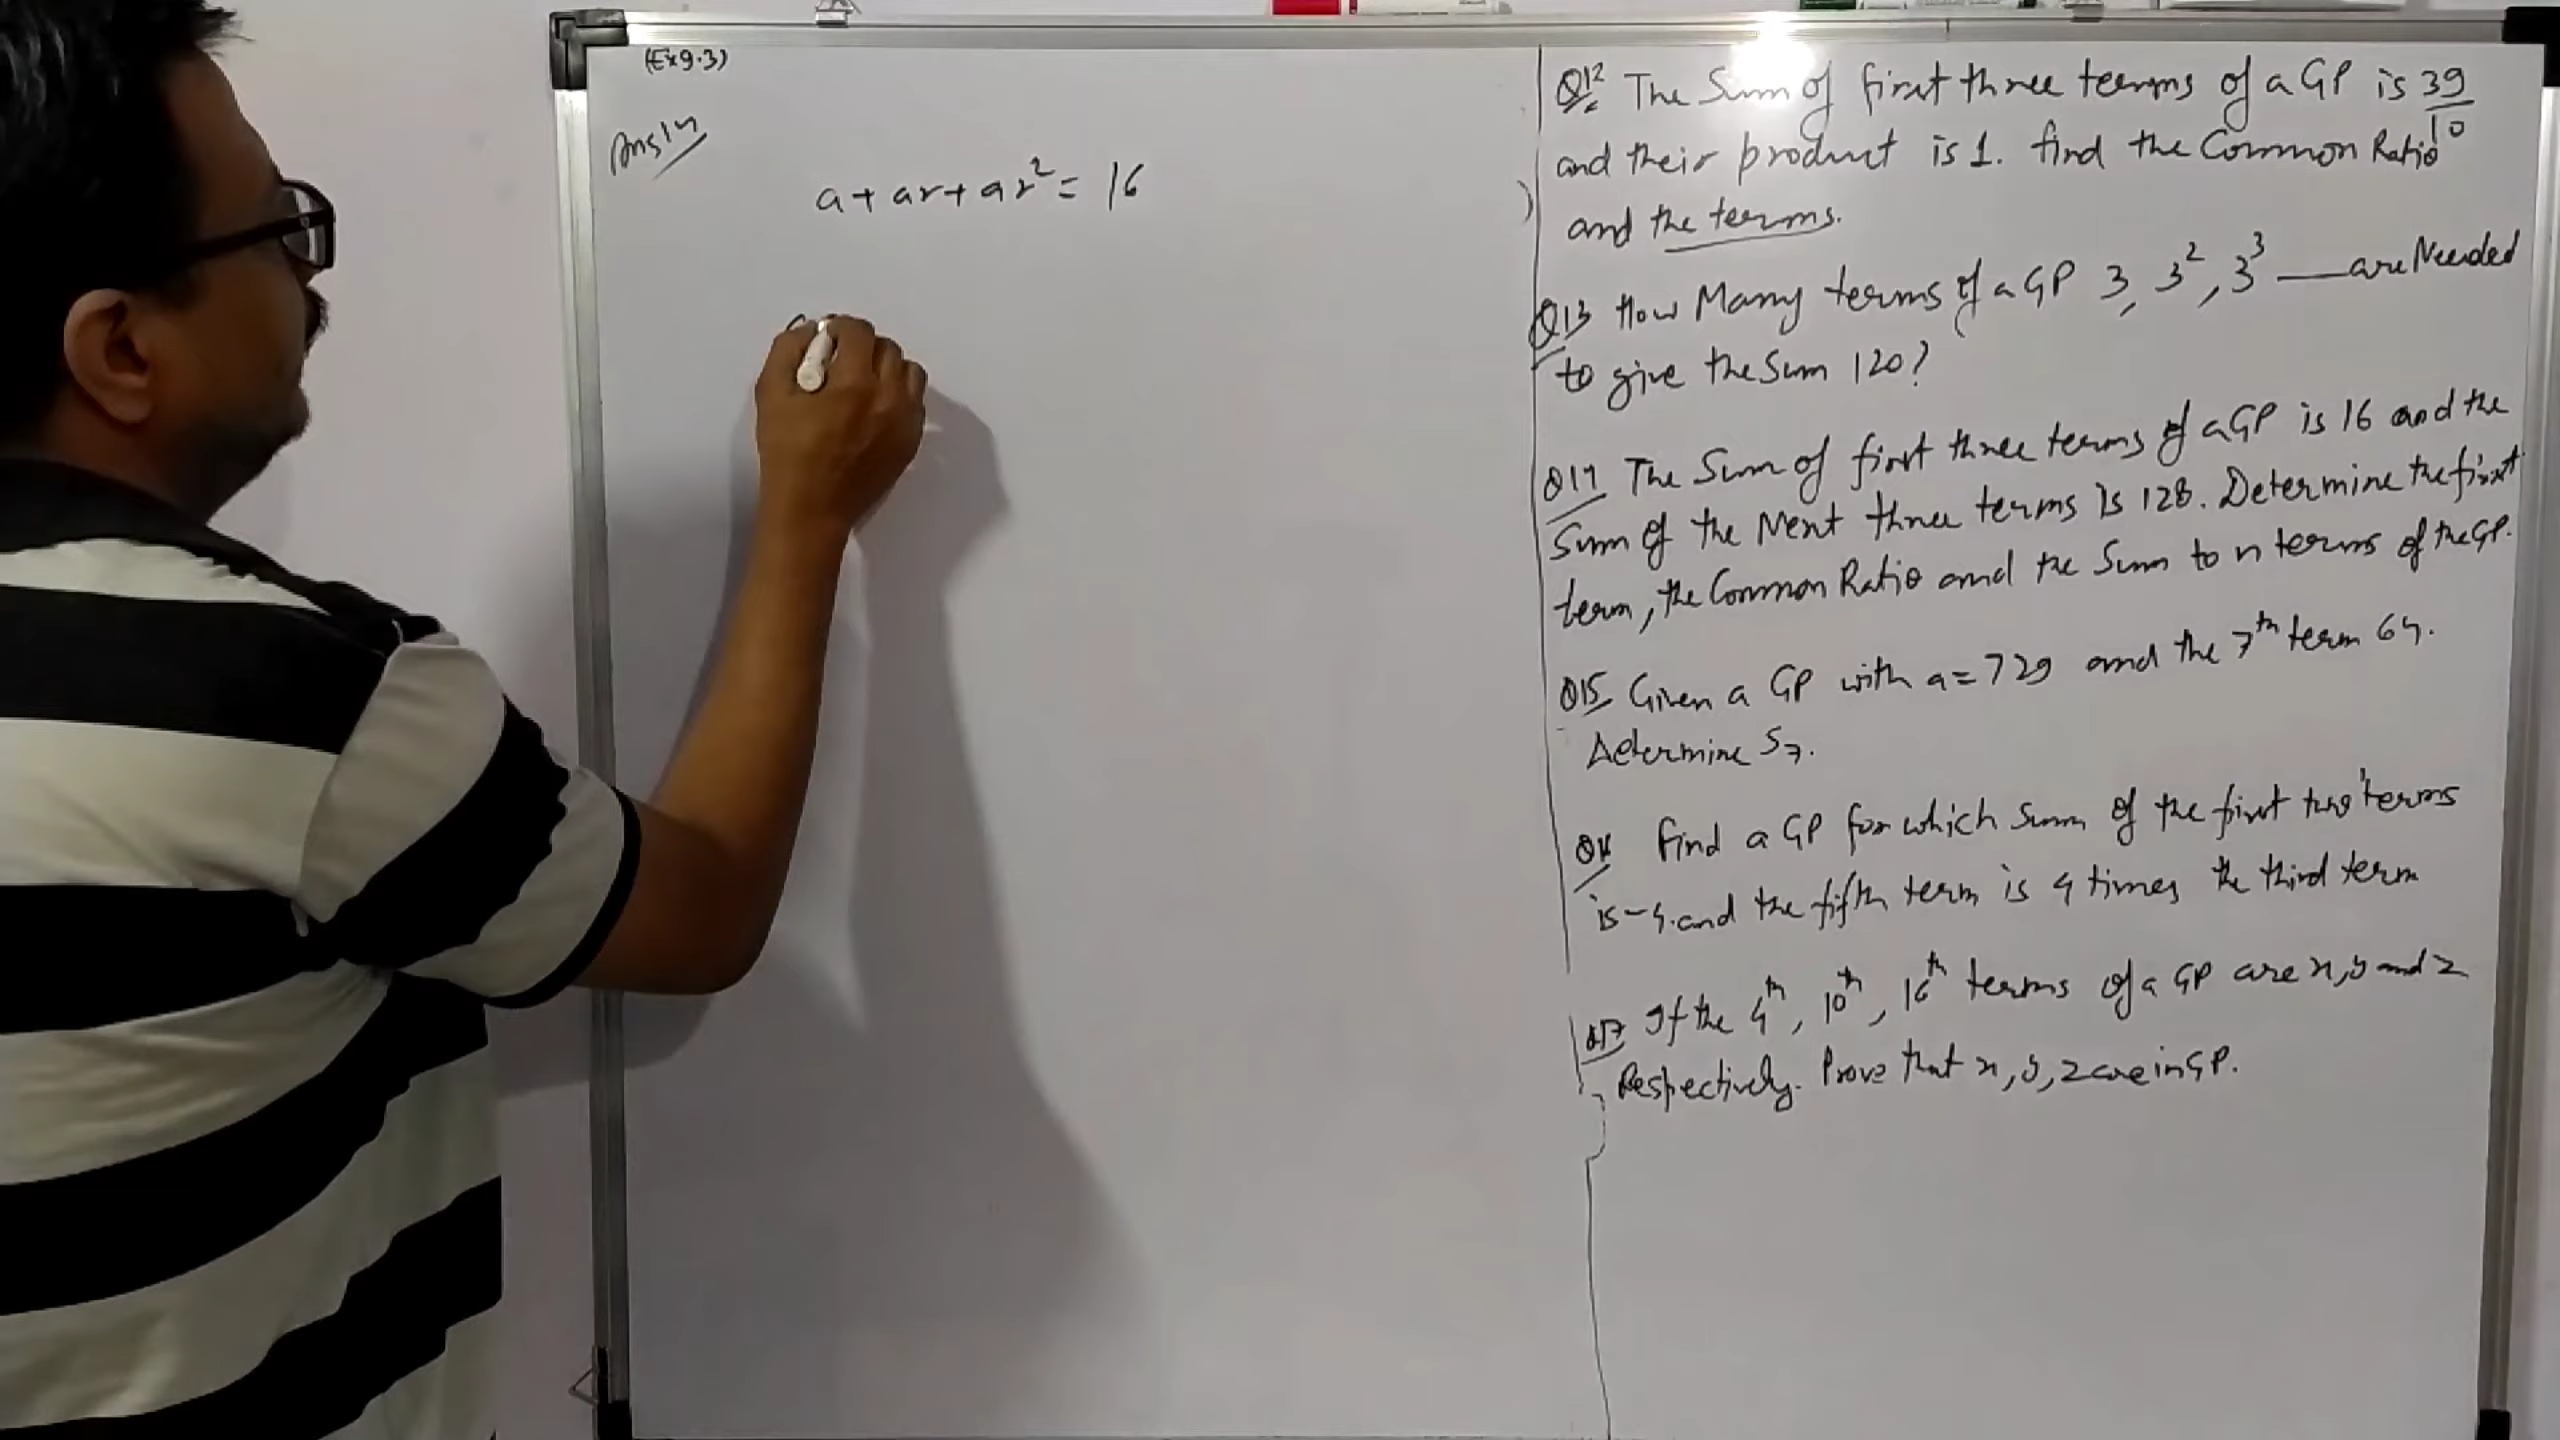 (Ex 9.3)
Ans 14
a + ar + ar² = 16
Q12 The Sum of first three terms of a GP is 39/10
and their product is 1. find the Common Ratio
and the terms.
Q13 How Many terms of a GP 3, 3², 3³ — are Needed
to give the Sum 120?
Q14 The Sum of first three terms of a GP is 16 and the
Sum of the Next three terms is 128. Determine the first
term, the Common Ratio and the Sum to n terms of the GP.
Q15 Given a GP with a = 729 and the 7th term 64.
Determine S7.
Q16 Find a GP for which Sum of the first two terms
is -4 and the fifth term is 4 times the third term
Q17 If the 4th, 10th, 16th terms of a GP are x, y and z
Respectively. Prove that x, y, z are in GP.